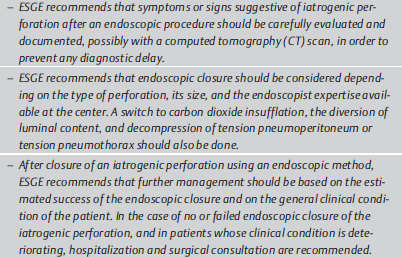 – ESGE recommends that symptoms or signs suggestive of iatrogenic per-
foration after an endoscopic procedure should be carefully evaluated and
documented, possibly with a computed tomography (CT) scan, in order to
prevent any diagnostic delay.
– ESGE recommends that endoscopic closure should be considered depend-
ing on the type of perforation, its size, and the endoscopist expertise avail-
able at the center. A switch to carbon dioxide insufflation, the diversion of
luminal content, and decompression of tension pneumoperitoneum or
tension pneumothorax should also be done.
– After closure of an iatrogenic perforation using an endoscopic method,
ESGE recommends that further management should be based on the esti-
mated success of the endoscopic closure and on the general clinical condi-
tion of the patient. In the case of no or failed endoscopic closure of the
iatrogenic perforation, and in patients whose clinical condition is dete-
riorating, hospitalization and surgical consultation are recommended.